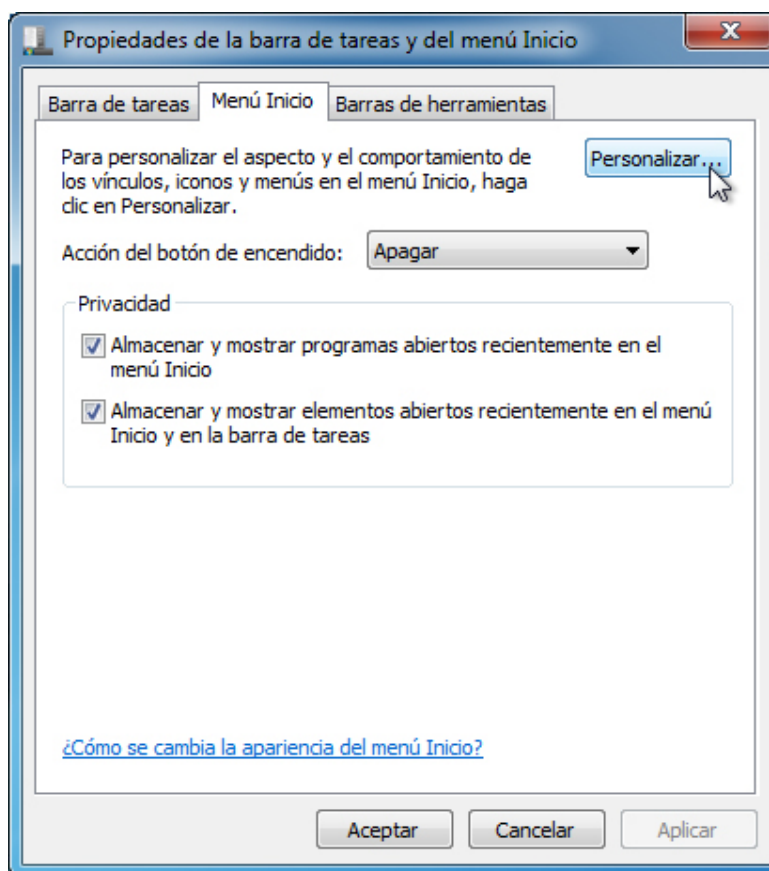 Propiedades de la barra de tareas y del menú Inicio
Barra de tareas
Menú Inicio
Barras de herramientas
Para personalizar el aspecto y el comportamiento de
los vínculos, iconos y menús en el menú Inicio, haga
clic en Personalizar.
Personalizar...
Acción del botón de encendido:
Apagar
Privacidad
Almacenar y mostrar programas abiertos recientemente en el
menú Inicio
Almacenar y mostrar elementos abiertos recientemente en el menú
Inicio y en la barra de tareas
¿Cómo se cambia la apariencia del menú Inicio?
Aceptar
Cancelar
Aplicar